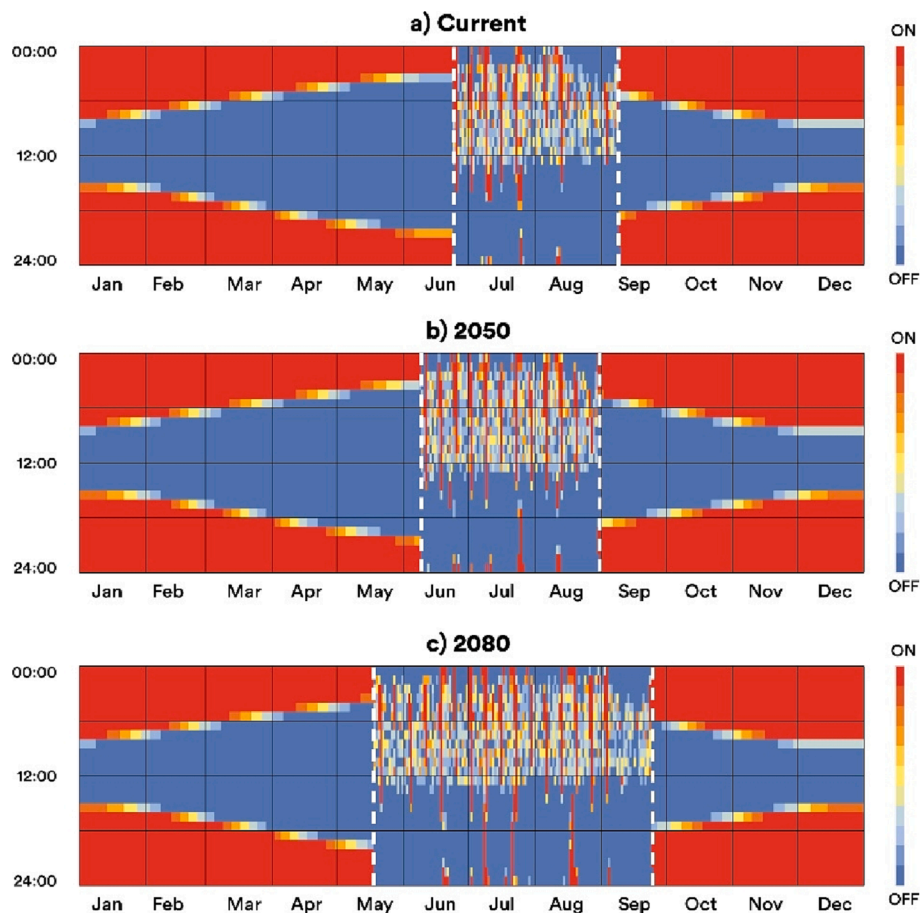 a) Current
ON
00:00
12:00
24:00
OFF
Jan Feb Mar Apr May Jun Jul Aug Sep Oct Nov Dec
b) 2050
ON
00:00
12:00
24:00
OFF
Jan Feb Mar Apr May Jun Jul Aug Sep Oct Nov Dec
c) 2080
ON
00:00
12:00
24:00
OFF
Jan Feb Mar Apr May Jun Jul Aug Sep Oct Nov Dec